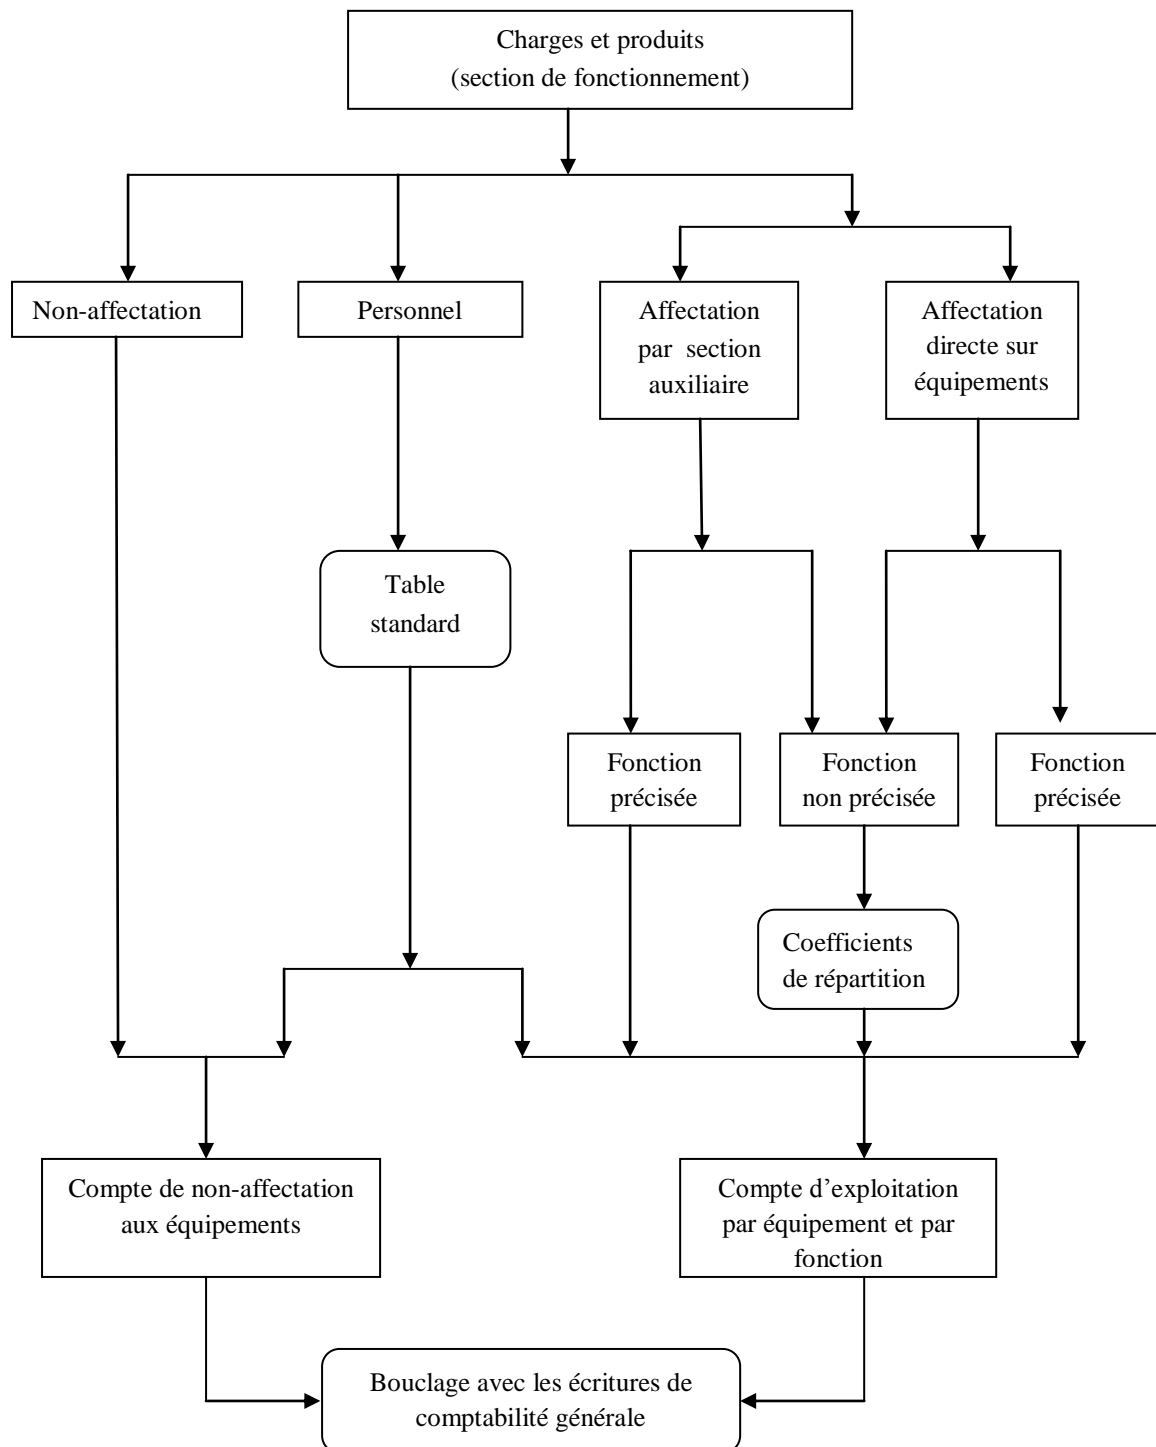 Charges et produits
(section de fonctionnement)
Non-affectation
Personnel
Affectation
par section
auxiliaire
Affectation
directe sur
équipements
Table
standard
Fonction
précisée
Fonction
non précisée
Fonction
précisée
Coefficients
de répartition
Compte de non-affectation
aux équipements
Compte d’exploitation
par équipement et par
fonction
Bouclage avec les écritures de
comptabilité générale